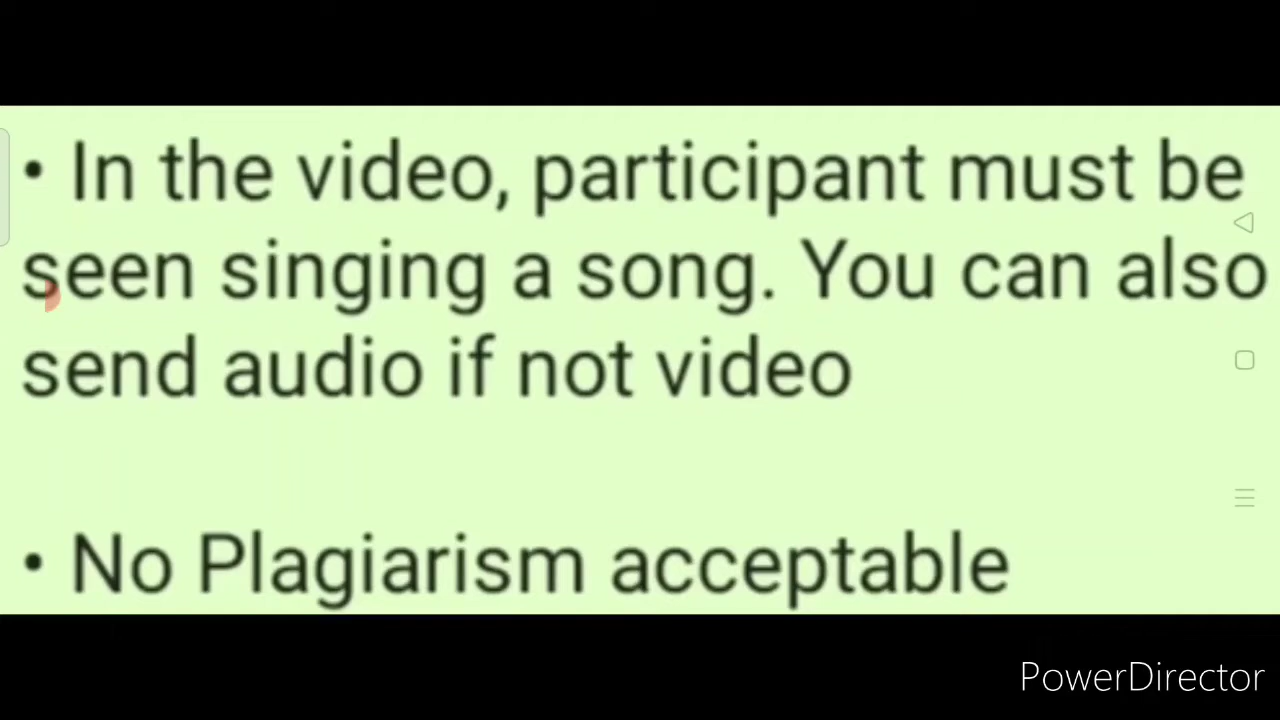 • In the video, participant must be
seen singing a song. You can also
send audio if not video
• No Plagiarism acceptable
PowerDirector